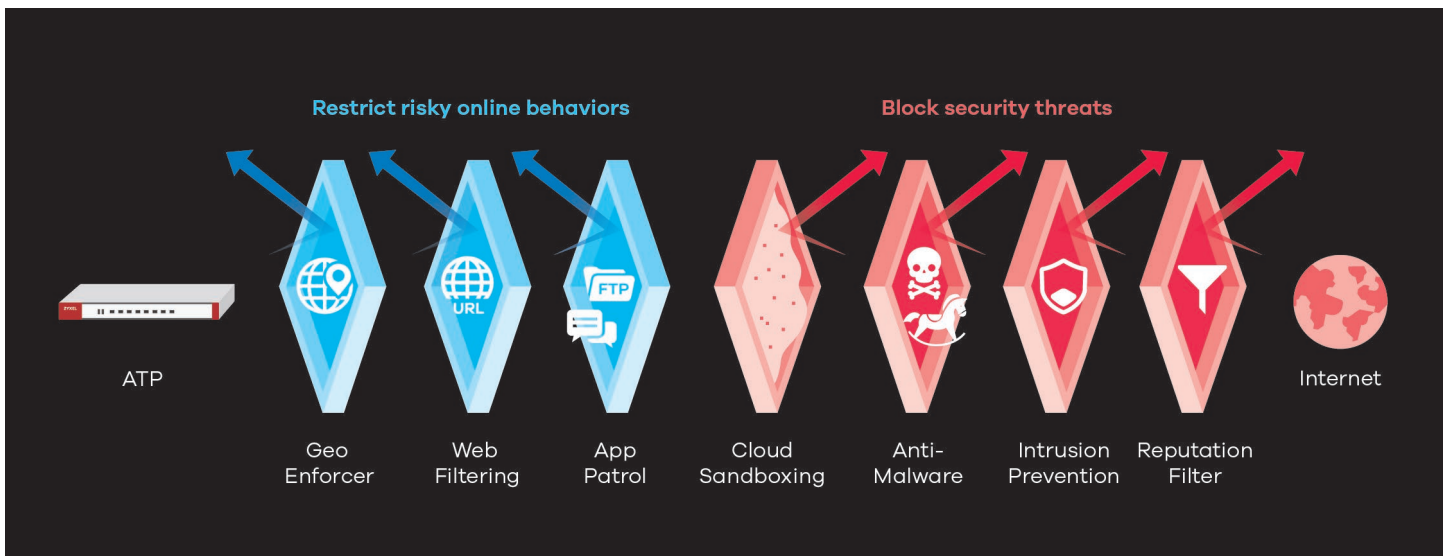 Restrict risky online behaviors
Block security threats
ZYXEL
URL
FTP
ATP
Internet
Geo
Enforcer
Web
Filtering
App
Patrol
Cloud
Sandboxing
Anti-
Malware
Intrusion
Prevention
Reputation
Filter